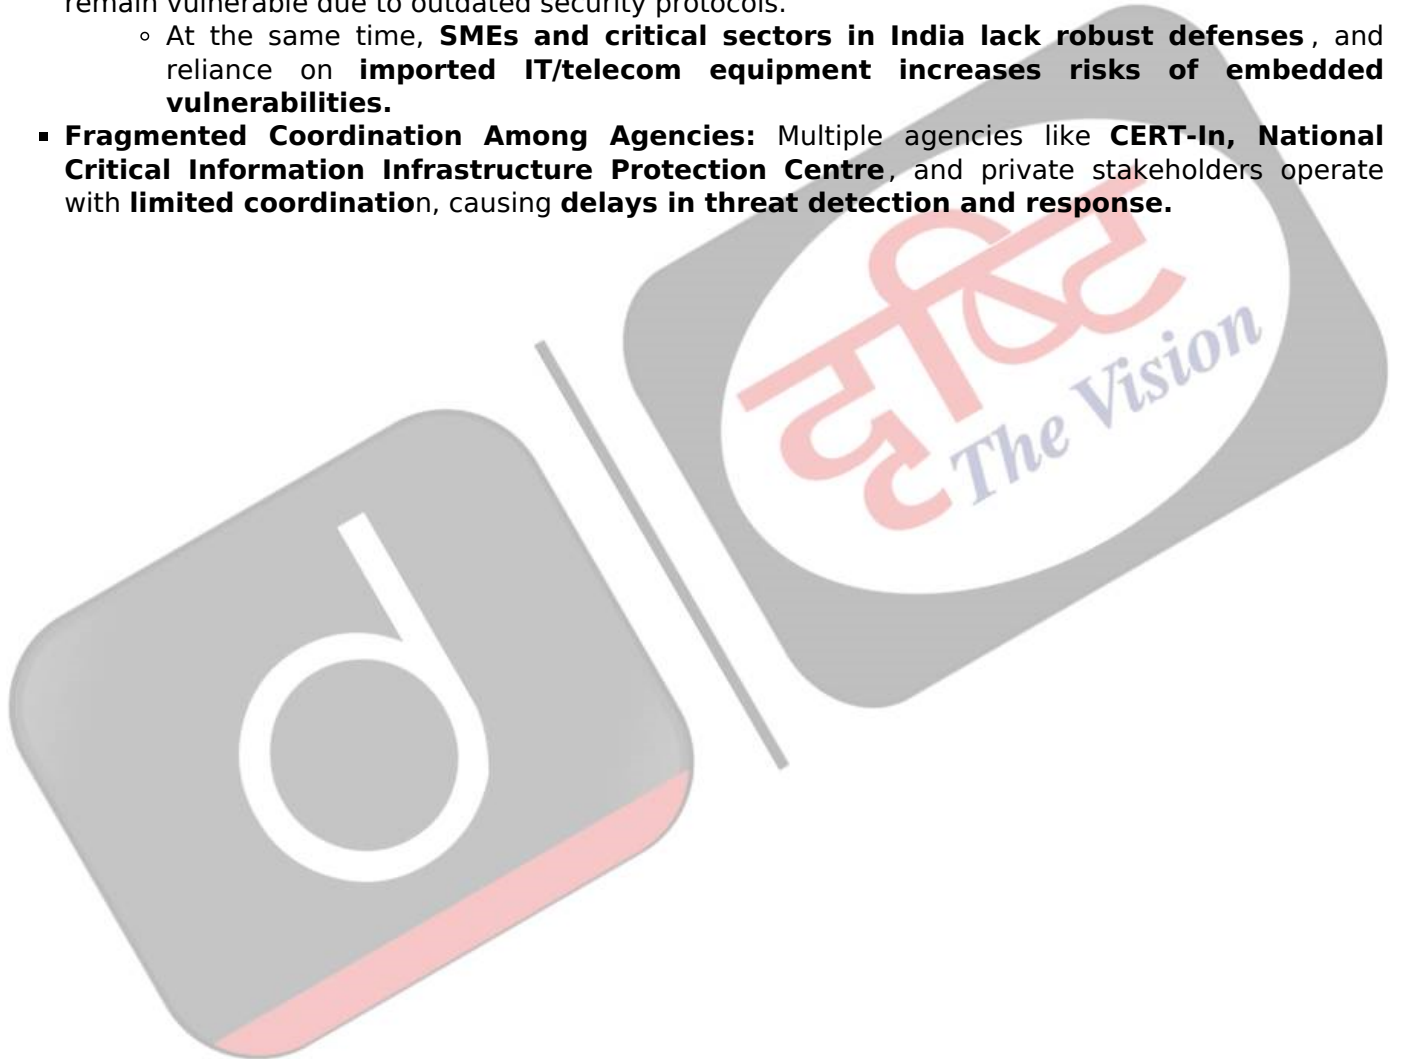 remain vulnerable due to outdated security protocols.
◦ At the same time, SMEs and critical sectors in India lack robust defenses , and
reliance on imported IT/telecom equipment increases risks of embedded
vulnerabilities.
▪ Fragmented Coordination Among Agencies: Multiple agencies like CERT-In, National
Critical Information Infrastructure Protection Centre, and private stakeholders operate
with limited coordination, causing delays in threat detection and response.
दृष्टि
The Vision
d